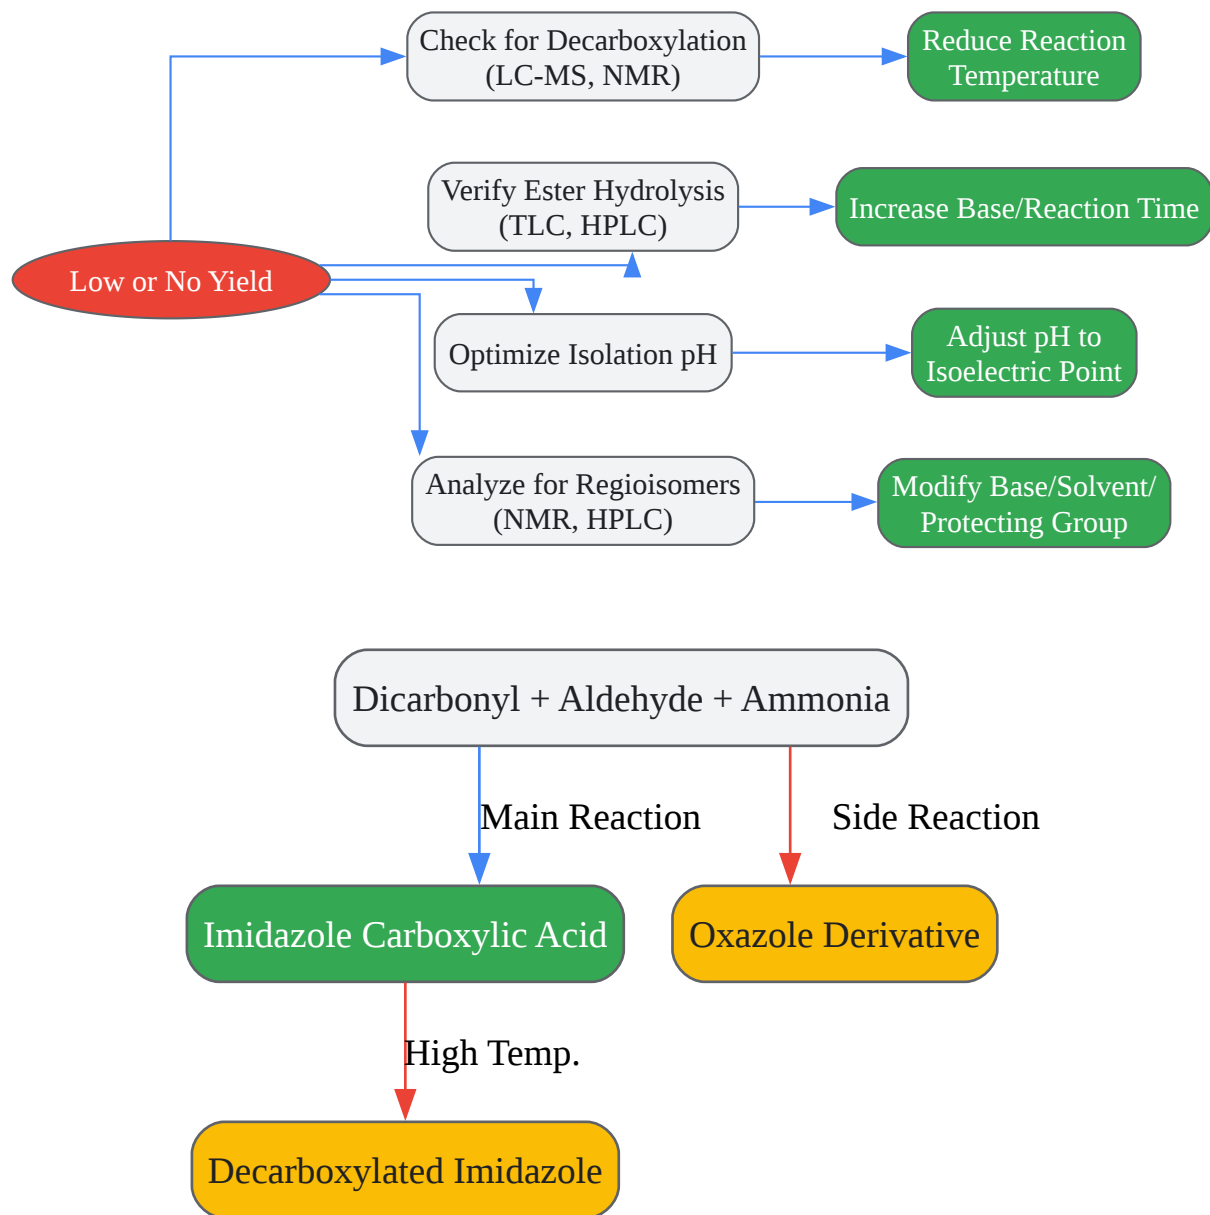 Check for Decarboxylation
(LC-MS, NMR)
Reduce Reaction
Temperature
Verify Ester Hydrolysis
(TLC, HPLC)
Increase Base/Reaction Time
Low or No Yield
Optimize Isolation pH
Adjust pH to
Isoelectric Point
Analyze for Regioisomers
(NMR, HPLC)
Modify Base/Solvent/
Protecting Group
Dicarbonyl + Aldehyde + Ammonia
Main Reaction
Side Reaction
Imidazole Carboxylic Acid
Oxazole Derivative
High Temp.
Decarboxylated Imidazole